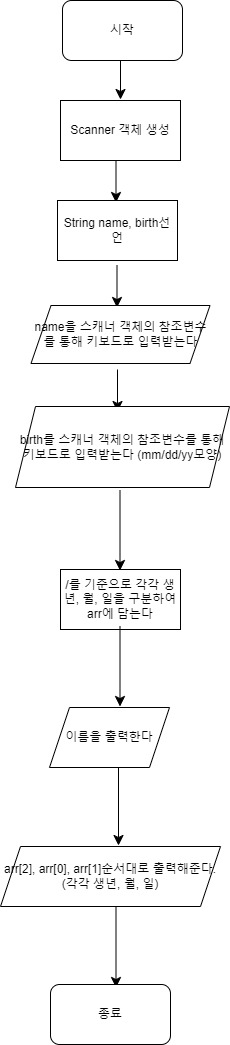 시작
Scanner 객체 생성
String name, birth선
언
name을 스캐너 객체의 참조변수
를 통해 키보드로 입력받는다
birth를 스캐너 객체의 참조변수를 통해
키보드로 입력받는다 (mm/dd/yy모양)
/를 기준으로 각각 생
년, 월, 일을 구분하여
arr에 담는다
이름을 출력한다
arr[2], arr[0], arr[1]순서대로 출력해준다.
(각각 생년, 월, 일)
종료